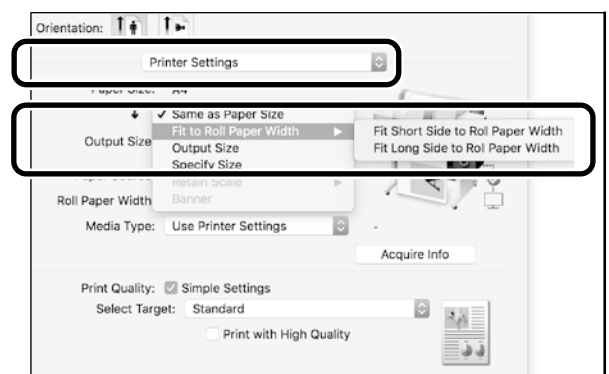 Orientation:
Printer Settings
Paper Size: A4
✓ Same as Paper Size
Fit to Roll Paper Width
Fit Short Side to Roll Paper Width
Output Size
Output Size
Fit Long Side to Rol Paper Width
Specify Size
Retain Scale
Roll Paper Width
Banner
Media Type: Use Printer Settings
-
Acquire Info
Print Quality: Simple Settings
Select Target: Standard
Print with High Quality